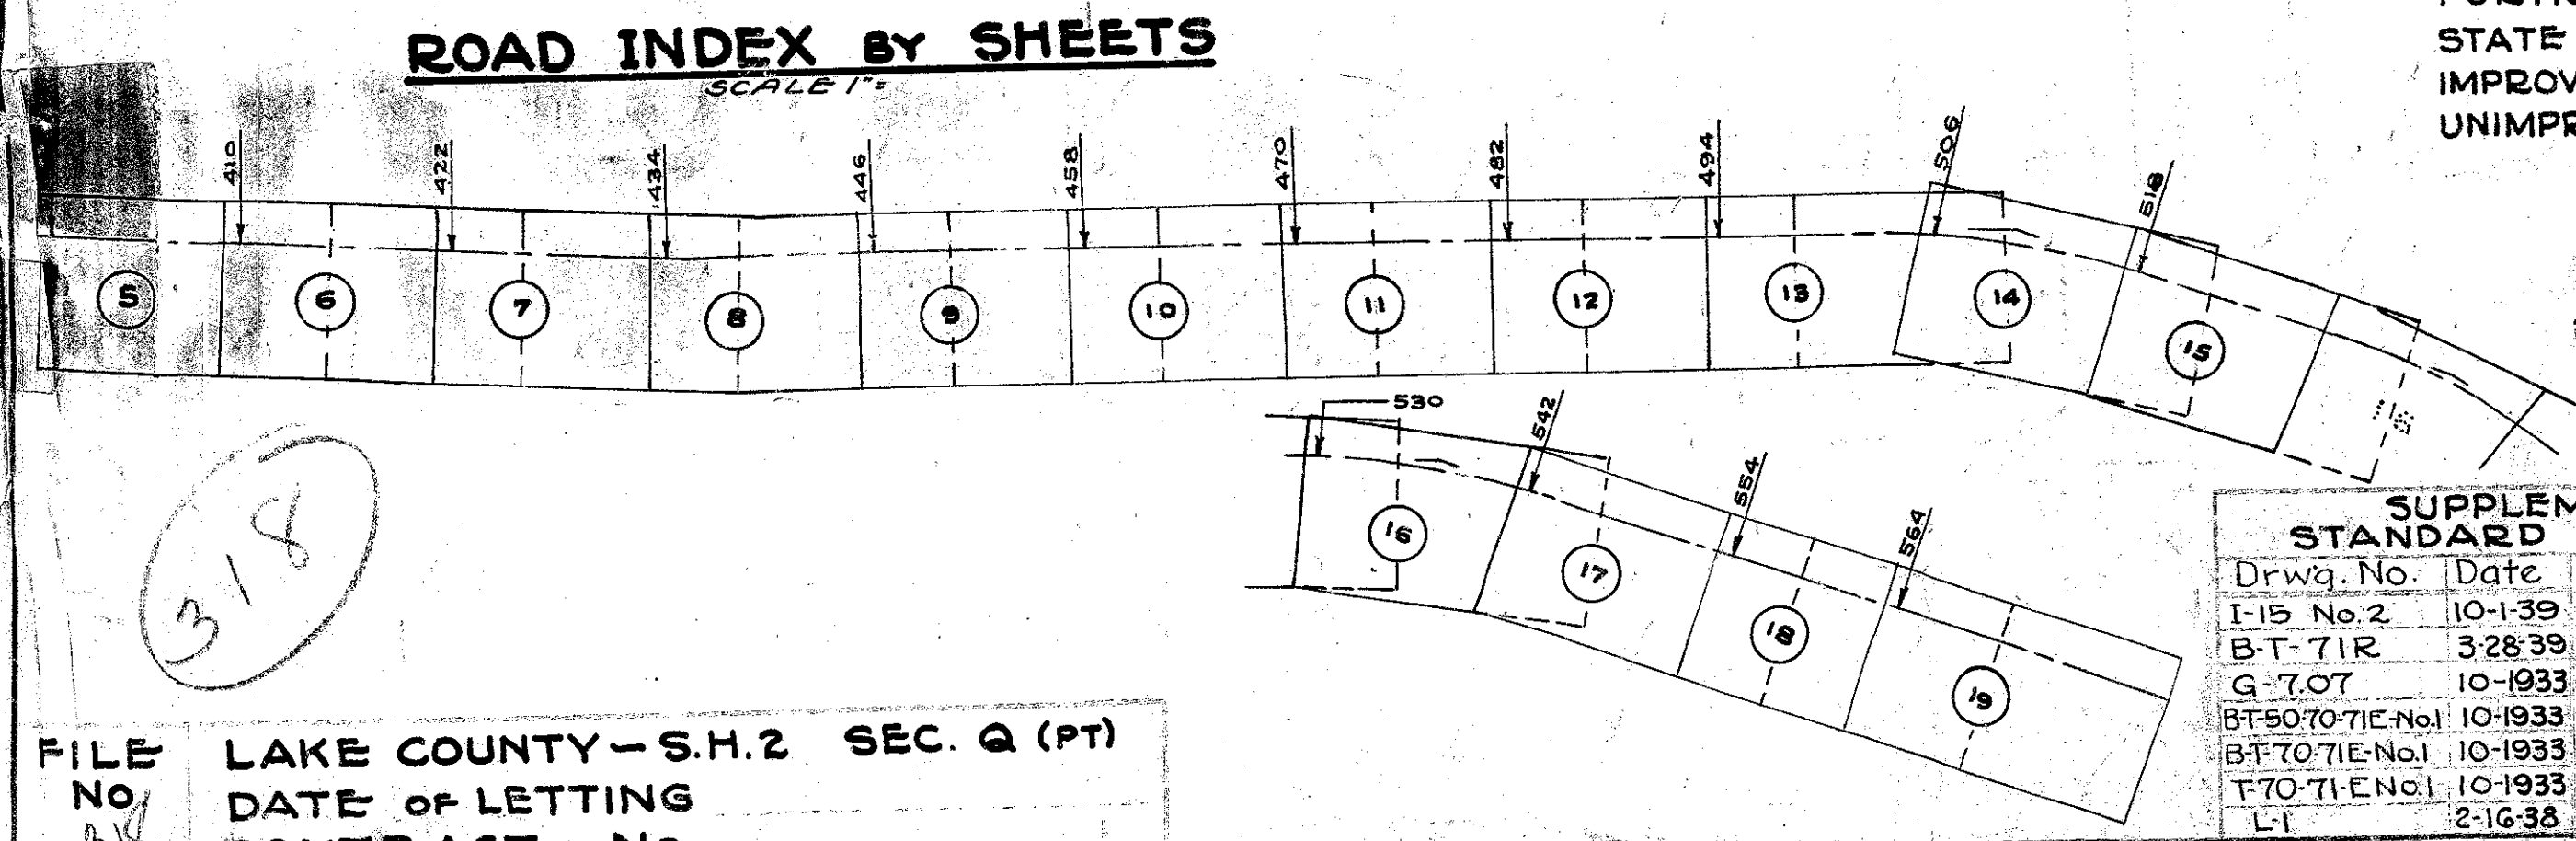 ROAD INDEX BY SHEETS
SCALE 1"=
STATE
410
422
434
446
458
470
482
494
506
518
5
6
7
8
9
10
11
12
13
14
15
16
530
542
554
564
16
17
18
19
318
SUPPLEM
STANDARD
Drw'g. No. Date
I-15 No. 2 10-1-39
B-T-71R 3-28-39
G-7.07 10-1933
B-T-50-70-71E-No.1 10-1933
B-T-70-71E-No.1 10-1933
T-70-71-E No.1 10-1933
L-1 2-16-38
FILE No.
LAKE COUNTY - S.H.2 SEC. Q (PT)
DATE OF LETTING
IMPROV
UNIMPR